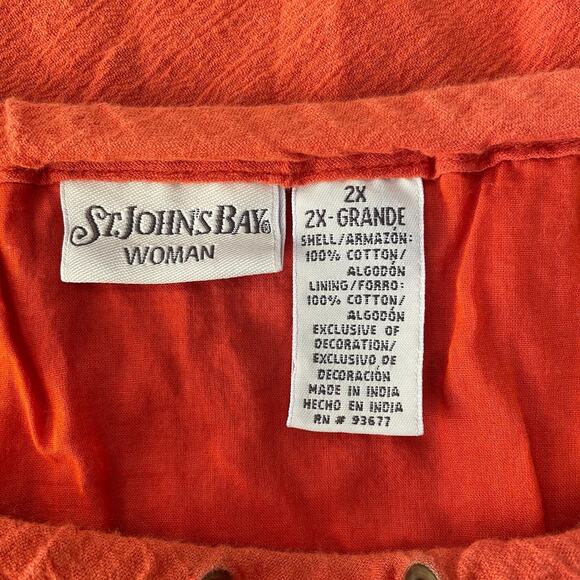 ST. JOHN'S BAY®
WOMAN
2X
2X-GRANDE
SHELL/ARMAZÓN:
100% COTTON/
ALGODÓN
LINING/FORRO:
100% COTTON/
ALGODÓN
EXCLUSIVE OF
DECORATION/
EXCLUSIVO DE
DECORACIÓN
MADE IN INDIA
HECHO EN INDIA
RN # 93677